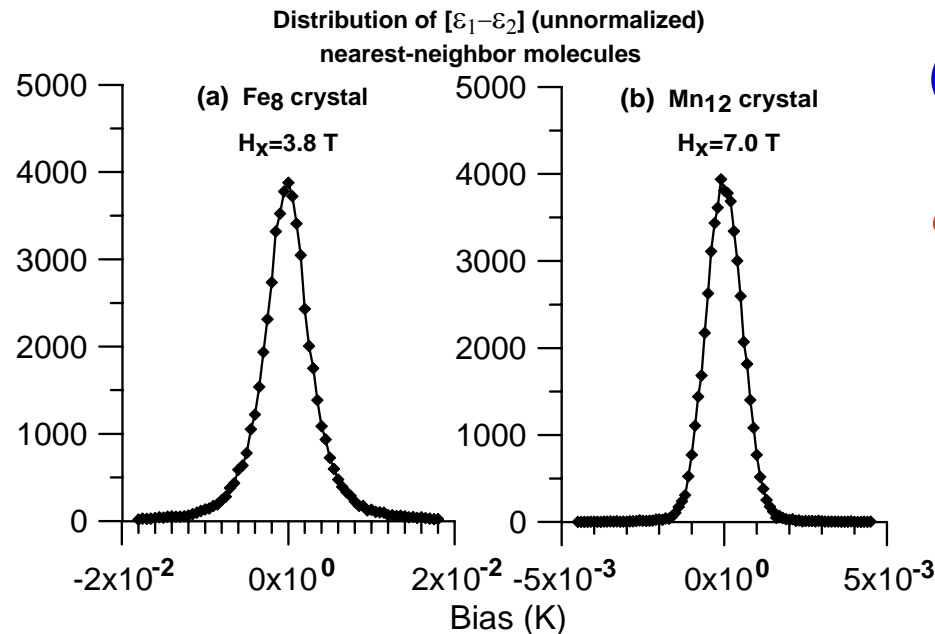 Distribution of [ε1–ε2] (unnormalized)
nearest-neighbor molecules
(a) Fe8 crystal
Hx=3.8 T
5000
4000
3000
2000
1000
0
-2x10-2
0x100
2x10-2
(b) Mn12 crystal
Hx=7.0 T
5000
4000
3000
2000
1000
0
-5x10-3
0x100
5x10-3
Bias (K)